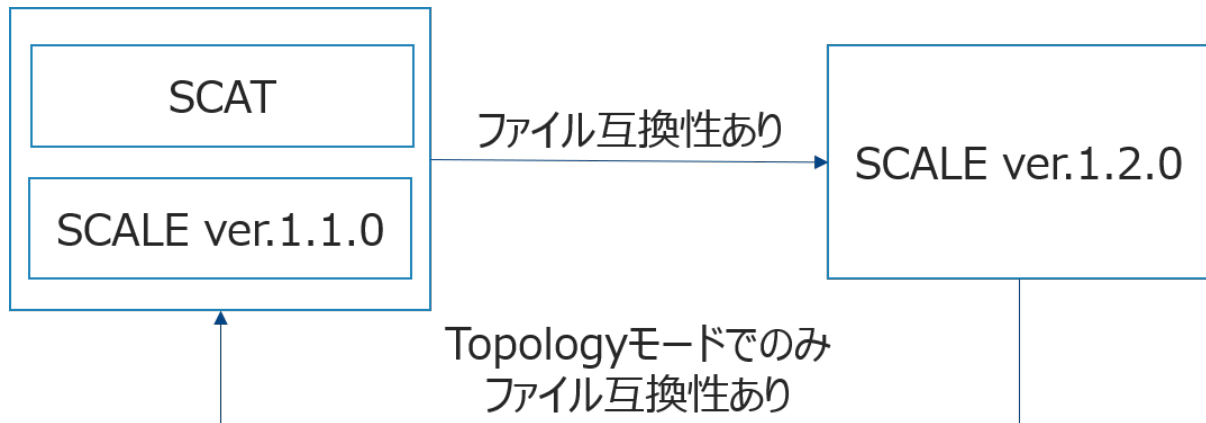 SCAT
SCALE ver.1.1.0
ファイル互換性あり
SCALE ver.1.2.0
Topologyモードでのみ
ファイル互換性あり